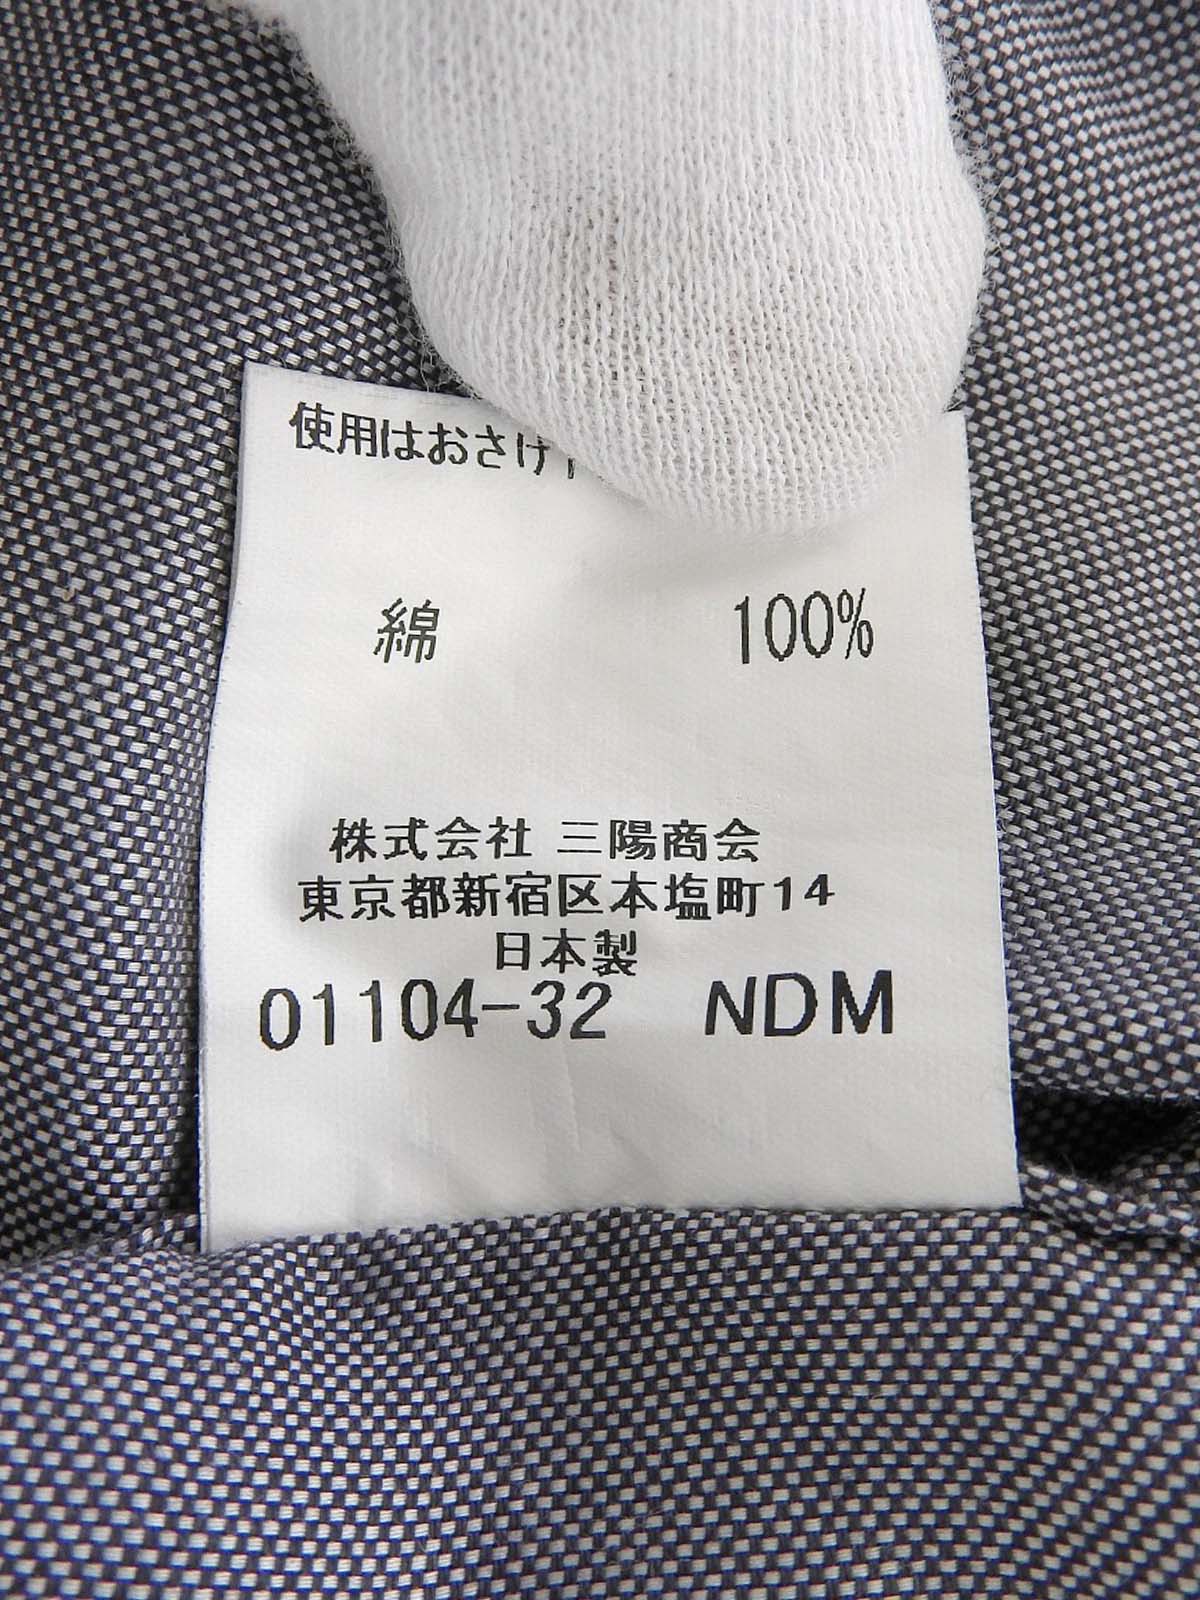 使用はおさけ
綿 100%
株式会社 三陽商会
東京都新宿区本塩町14
日本製
01104-32 NDM